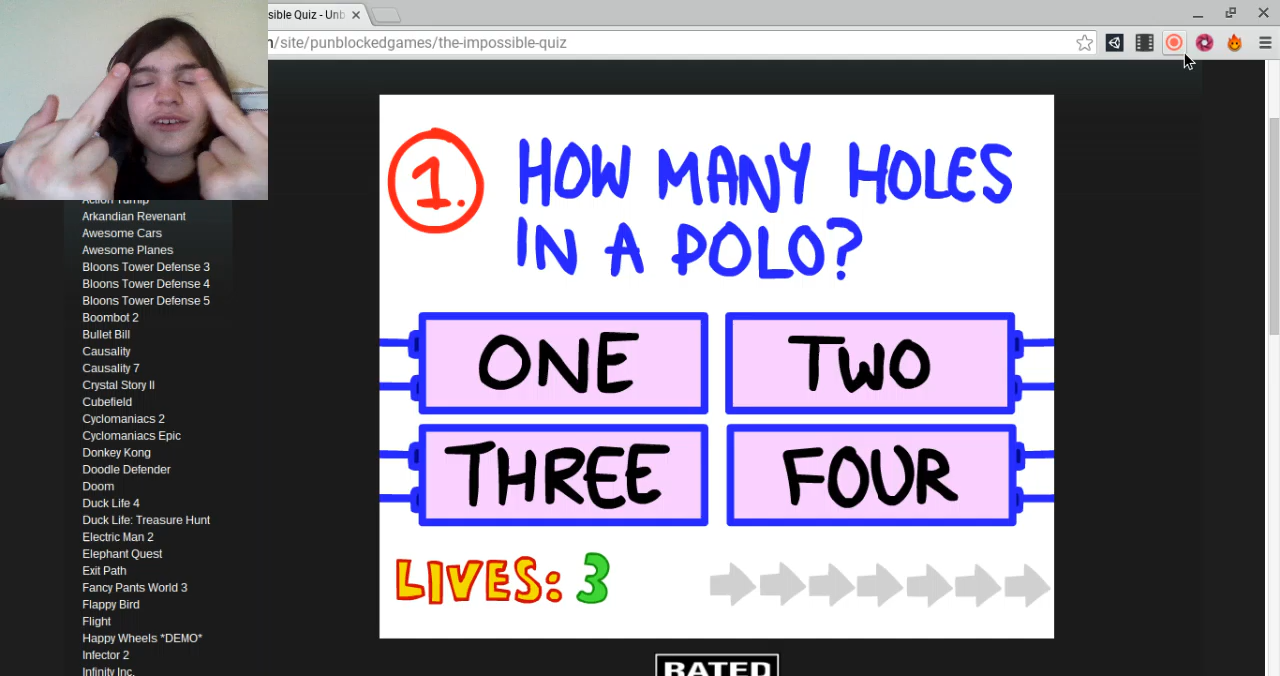 sible Quiz - Unb
/site/punblockedgames/the-impossible-quiz
1.
HOW MANY HOLES
IN A POLO?
ONE
TWO
THREE
FOUR
LIVES: 3
Arkandian Revenant
Awesome Cars
Awesome Planes
Bloons Tower Defense 3
Bloons Tower Defense 4
Bloons Tower Defense 5
Boombot 2
Bullet Bill
Causality
Causality 7
Crystal Story II
Cubefield
Cyclomaniacs 2
Cyclomaniacs Epic
Donkey Kong
Doodle Defender
Doom
Duck Life 4
Duck Life: Treasure Hunt
Electric Man 2
Elephant Quest
Exit Path
Fancy Pants World 3
Flappy Bird
Flight
Happy Wheels *DEMO*
Infector 2
Infinity Inc.
RATED